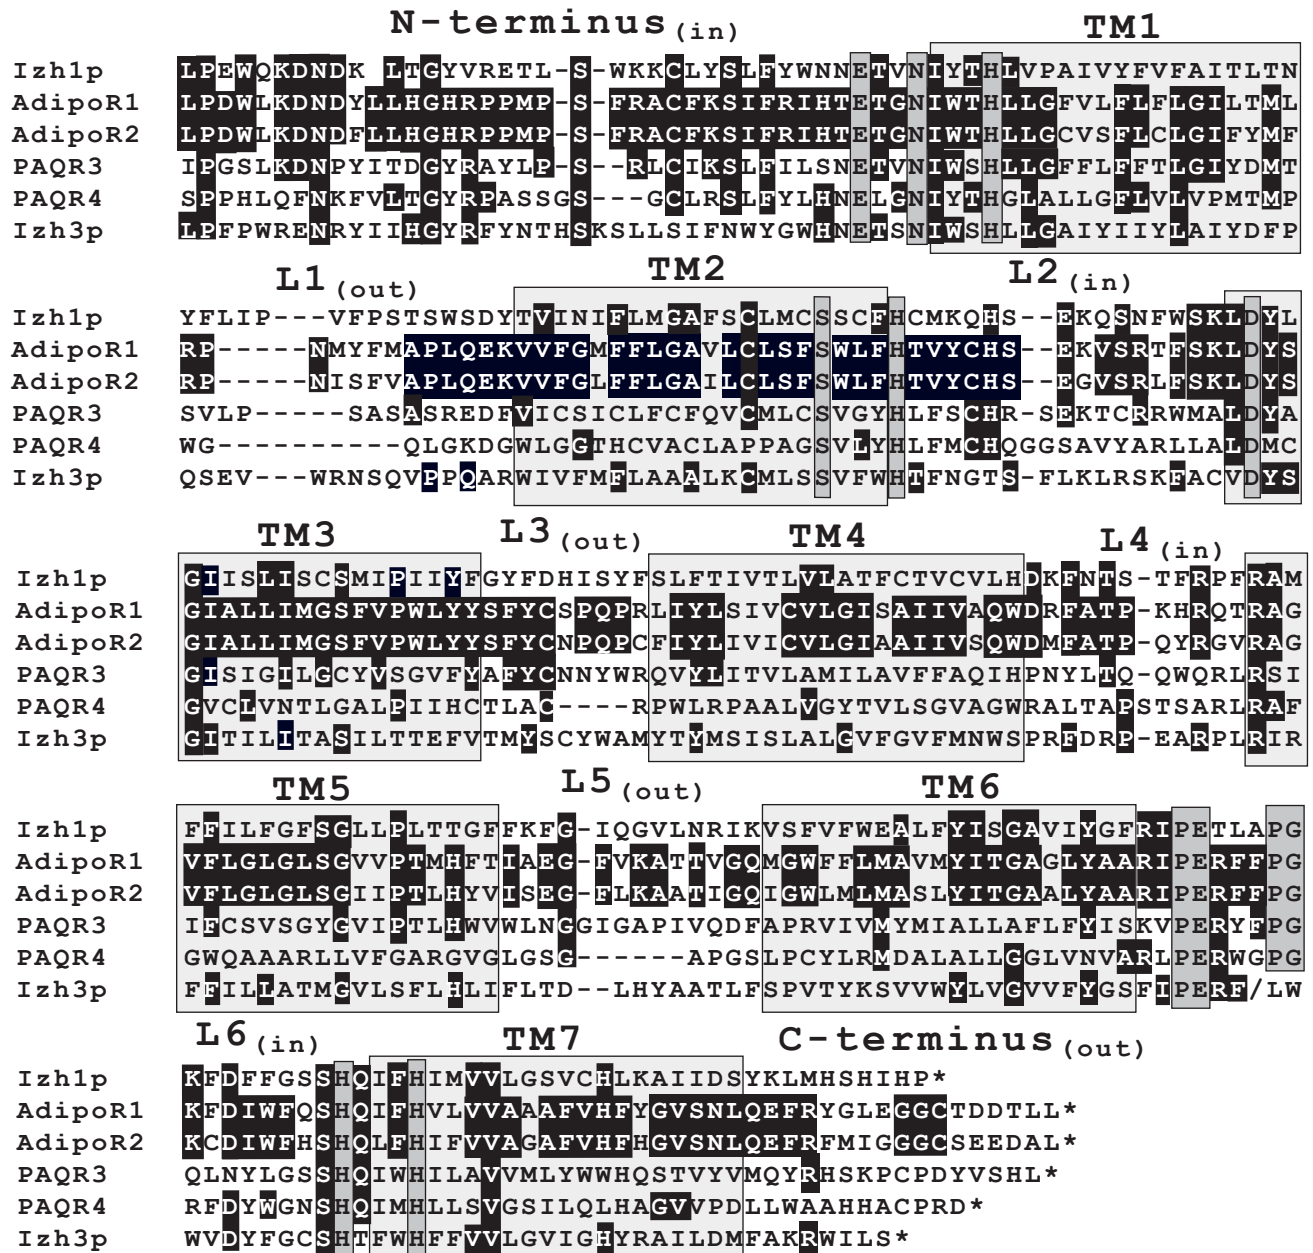 N-terminus(in) TM1
Izh1p LPEWQKDNDK LTGYVRETL-S-WKKCLYSLFYWNNETVNIYTHLVPAIVYFVFAITLTN
AdipoR1 LPDWLKDNDYLLHGHRPPMP-S-FRACFKSIFRIHTETGNIWTHLLGFVLFLFLGILTML
AdipoR2 LPDWLKDNDFLLHGHRPPMP-S-FRACFKSIFRIHTETGNIWTHLLGCVSFLCLGIFYMF
PAQR3 IPGSLKDNPYITDGYRAYLP-S--RLCIKSLFILSNETVNIWSHLLGFFLFFTLGIYDMT
PAQR4 SPPHLQFNKFVLTGYRPASSGS---GCLRSLFYLHNELGNIYTHGLALLGFLVLVPMTMP
Izh3p LPFPWRENRYIIHGYRFYNTHSKSLLSIFNWYGWHNETSNIWSHLLGAIYIIYLAIYDFP
L1(out) TM2 L2(in)
Izh1p YFLIP---VFPSTSWSDYTVINIFLMGAFSCLMCSSCFHCMKQHS--EKQSNFWSKLDYL
AdipoR1 RP-----NMYFMAPLQEKVVFGMFFLGAVLCLSFSWLFHTVYCHS--EKVSRTFSKLDYS
AdipoR2 RP-----NISFVAPLQEKVVFGLFFLGAILCLSFSWLFHTVYCHS--EGVSRLFSKLDYS
PAQR3 SVLP-----SASASREDFVICSICLFCFQVCMLCSVGYHLFSCHR-SEKTCRRWMALDYA
PAQR4 WG---------QLGKDGWLGGTHCVACLAPPAGSVLYHLFMCHQGGSAVYARLLALDMC
Izh3p QSEV---WRNSQVPPQARWIVFMFLAAALKCMLSSVFWHTFNGTS-FLKLRSKFACVDYS
TM3 L3(out) TM4 L4(in)
Izh1p GIISLISCSMIPIIYFGYFDHISYFSLFTIVTLVLATFCTVCVLHDKFNTS-TFRPFRAM
AdipoR1 GIALLIMGSFVPWLYYSFYCSPQPRLIYLSIVCVLGISAIIVAQWDRFATP-KHRQTRAG
AdipoR2 GIALLIMGSFVPWLYYSFYCNPQPCFIYLIVICVLGIAAIIVSQWDMFATP-QYRGVRAG
PAQR3 GISIGILGCYVSGVFYAFYCNNYWRQVYLITVLAMILAVFFAQIHPNYLTQ-QWQRLRSI
PAQR4 GVCLVNTLGALPIIHCTLAC----RPWLRPAALVGYTVLSGVAGWRALTAPSTSARLRAF
Izh3p GITILITASILTTEFVTMYSCYWAMYTYMSISLALGVFGVFMNWSPRFDRP-EARPLRIR
TM5 L5(out) TM6
Izh1p FFILFGFSGLLPLTTGFFKFG-IQGVLNRIKVSFVFWEALFYISGAVIYGFRIPETLAPG
AdipoR1 VFLGLGLSGVVPTMHFTIAEG-FVKATTVGQMGWFFLMAVMYITGAGLYAARIPERFFPG
AdipoR2 VFLGLGLSGIIPTLHYVISEG-FLKAATIGQIGWLMLMASLYITGAALYAARIPERFFPG
PAQR3 IFCSVSGYGVIPTLHWVWLNGGIGAPIVQDFAPRVIVMYMIALLAFLFYISKVPERYFPG
PAQR4 GWQAAARLLVFGARGVGLGSG------APGSLPCYLRMDALALLGGLVNVARLPERWGPG
Izh3p FFILLATMGVLSFLHLIFLTD--LHYAATLFSPVTYKSVVWYLVGVVFYGSFIPERF/LW
L6(in) TM7 C-terminus(out)
Izh1p KFDFFGSSHQIFHIMVVLGSVCHLKAIIDSYKLMHSHIHP*
AdipoR1 KFDIWFQSHQIFHVLVVAAAFVHFYGVSNLQEFRYGLEGGCTDDTLL*
AdipoR2 KCDIWFHSHQLFHIFVVAGAFVHFHGVSNLQEFRFMIGGGCSEEDAL*
PAQR3 QLNYLGSSHQIWHILAVVMLYWWHQSTVYVMQYRHSKPCPDYVSHL*
PAQR4 RFDYWGNSHQIMHLLSVGSILQLHAGVVPDLLWAAHHACPRD*
Izh3p WVDYFGCSHTFWHFFVVLGVIGHYRAILDMFAKRWILS*